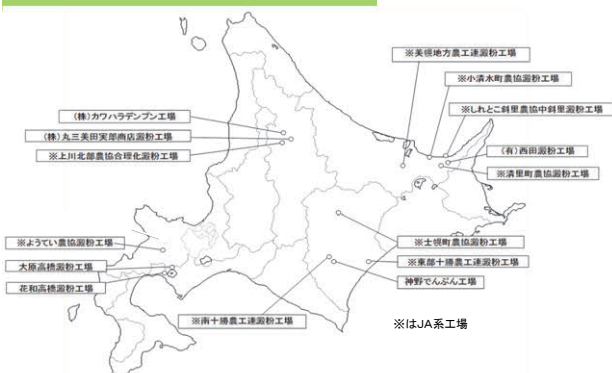 ※美幌地方農工連澱粉工場
※小清水町農協澱粉工場
※しれとこ斜里農協中斜里澱粉工場
(有)西田澱粉工場
※清里町農協澱粉工場
(株)カワハラデンプン工場
(株)丸三美田実郎商店澱粉工場
※上川北部農協合理化澱粉工場
※ようてい農協澱粉工場
大原高橋澱粉工場
花和高橋澱粉工場
※士幌町農協澱粉工場
※東部十勝農工連澱粉工場
神野でんぷん工場
※南十勝農工連澱粉工場
※はJA系工場